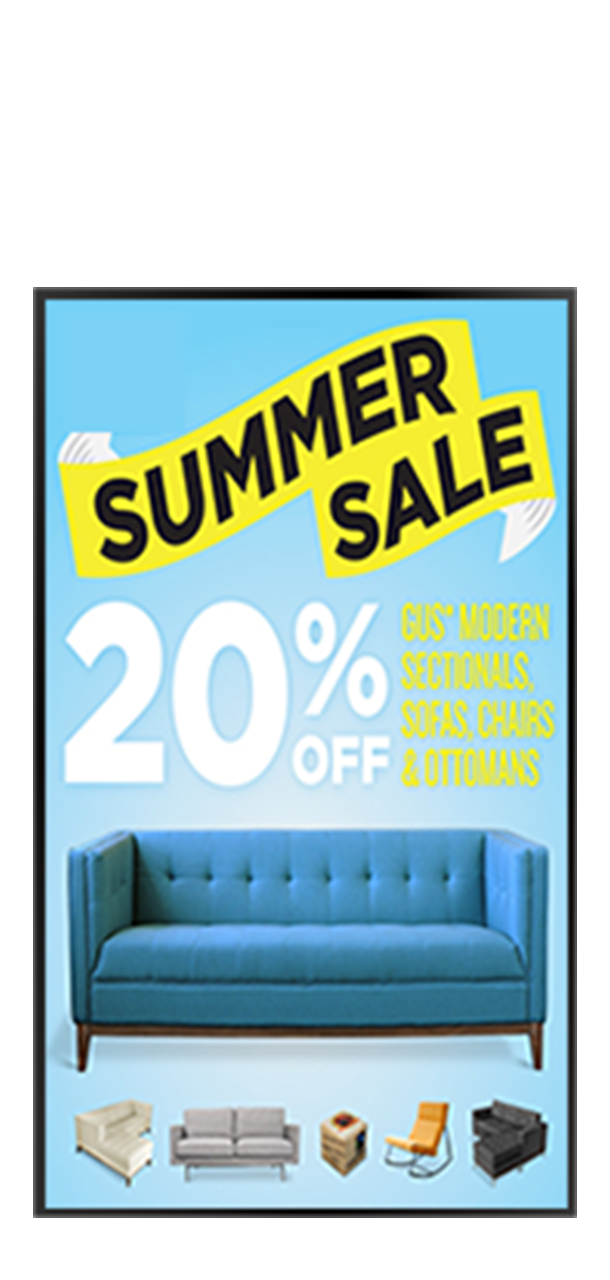 SUMMER
SALE
20%
OFF
GUS* MODERN
SECTIONALS,
SOFAS, CHAIRS
& OTTOMANS